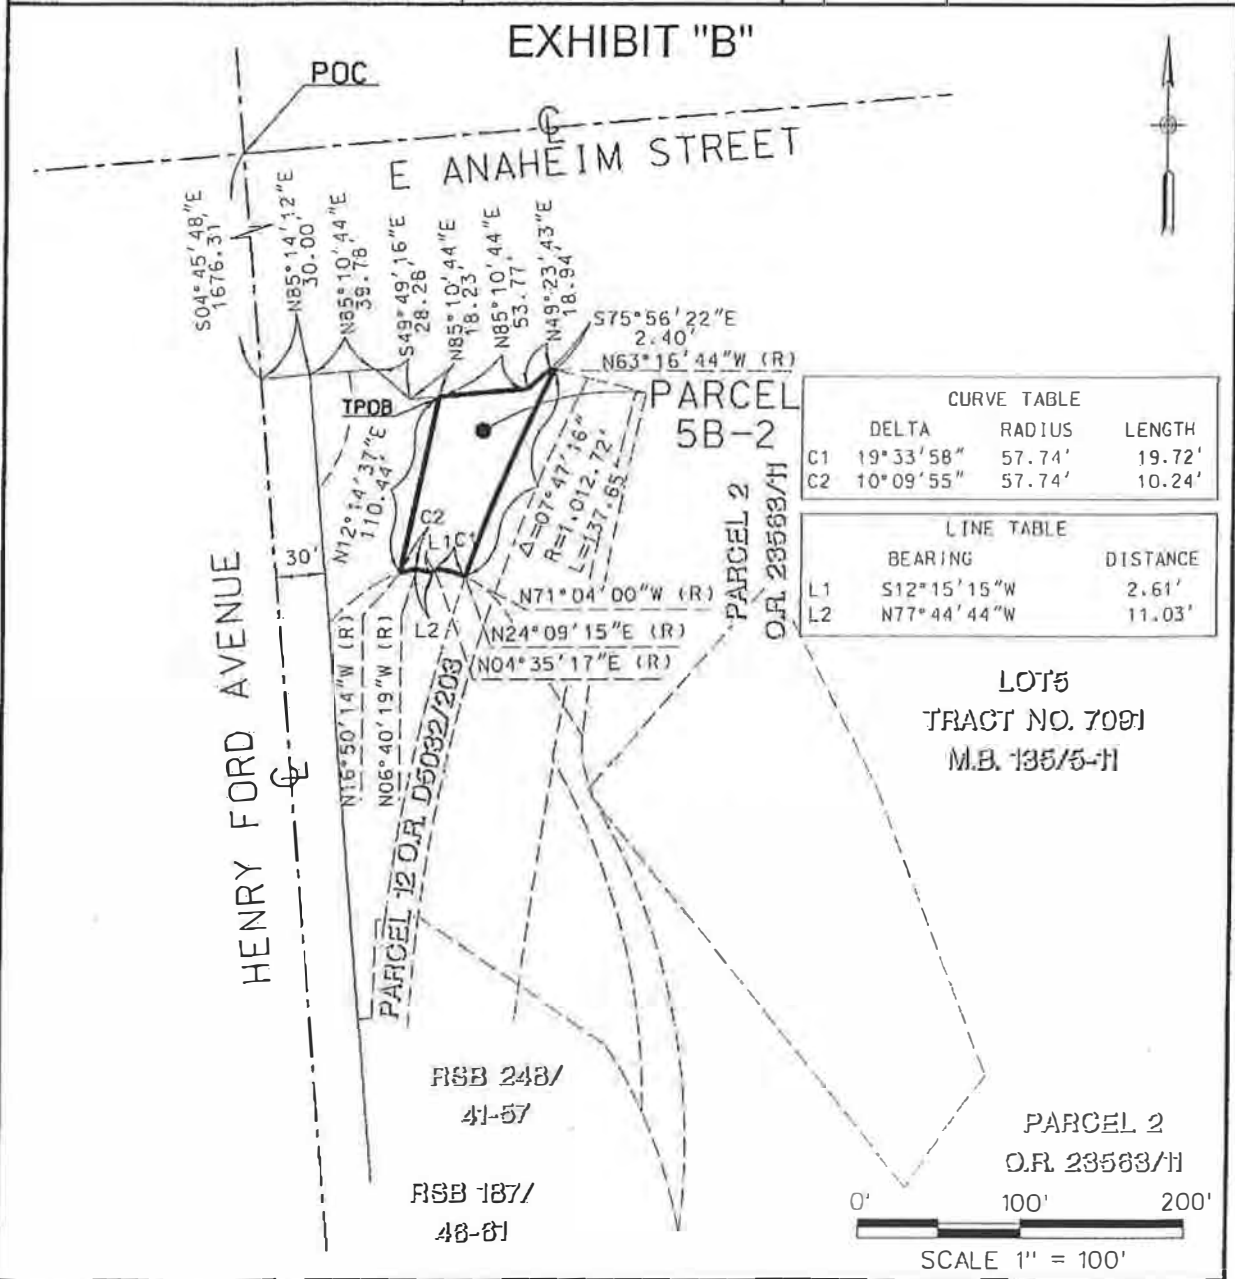 EXHIBIT "B"
POC
℄
E ANAHEIM STREET
S04°45'48"E
1676.31'
N85°14'12"E
30.00'
N85°10'44"E
39.78'
S49°49'16"E
28.28'
N85°10'44"E
18.23'
N85°10'44"E
53.77'
N49°23'43"E
18.94'
S75°56'22"E
2.40'
N63°16'44"W (R)
TPOB
PARCEL
5B-2
N12°14'37"E
110.44'
Δ=07°47'16"
R=1,012.72'
L=137.65'
C2
L1
C1
L2
30'
N71°04'00"W (R)
N24°09'15"E (R)
N04°35'17"E (R)
N16°50'14"W (R)
N06°40'19"W (R)
PARCEL 12 O.R. D5032/203
PARCEL 2
O.R. 23563/11
CURVE TABLE
DELTA RADIUS LENGTH
C1 19°33'58" 57.74' 19.72'
C2 10°09'55" 57.74' 10.24'
LINE TABLE
BEARING DISTANCE
L1 S12°15'15"W 2.61'
L2 N77°44'44"W 11.03'
LOT5
TRACT NO. 7091
M.B. 135/5-11
HENRY FORD AVENUE
℄
RSB 248/
41-57
RSB 187/
46-61
PARCEL 2
O.R. 23563/11
0' 100' 200'
SCALE 1" = 100'